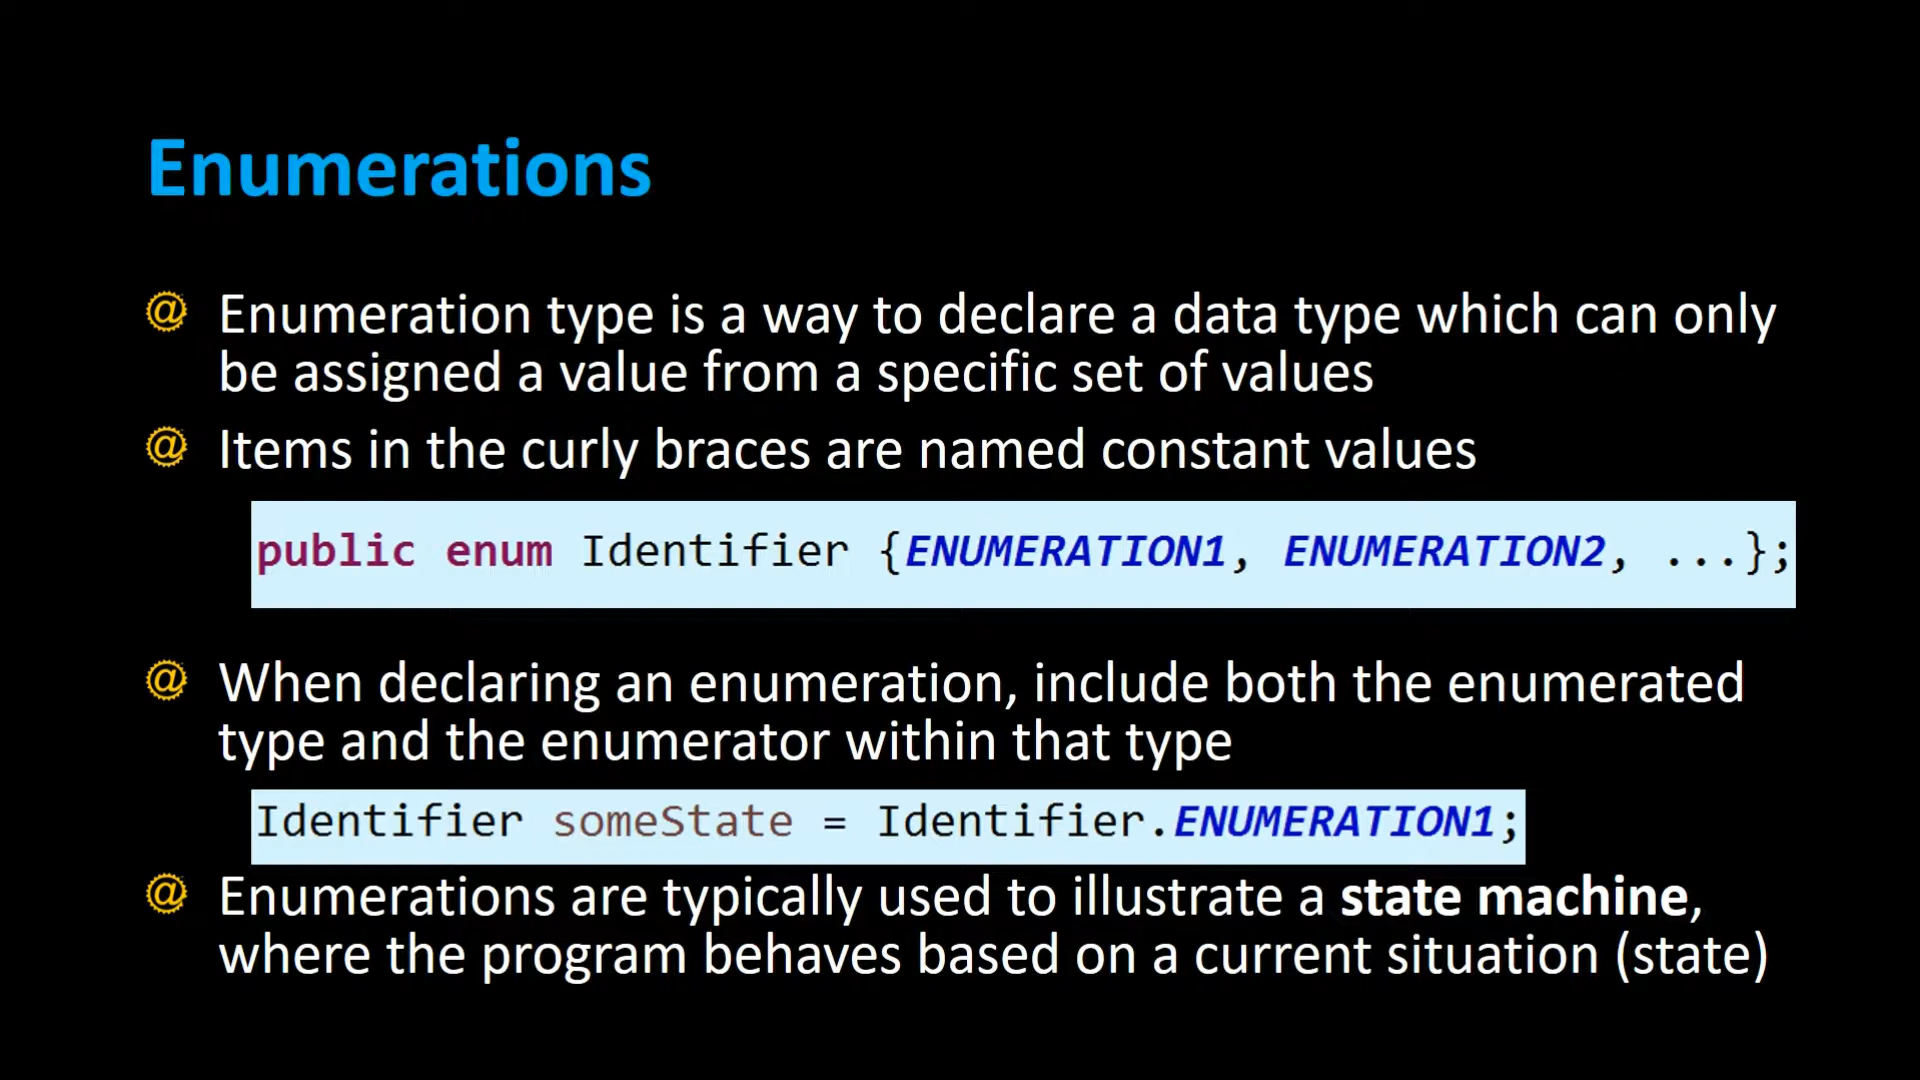 Enumerations
@ Enumeration type is a way to declare a data type which can only
be assigned a value from a specific set of values
@ Items in the curly braces are named constant values
public enum Identifier {ENUMERATION1, ENUMERATION2, ...};
@ When declaring an enumeration, include both the enumerated
type and the enumerator within that type
Identifier someState = Identifier.ENUMERATION1;
@ Enumerations are typically used to illustrate a state machine,
where the program behaves based on a current situation (state)